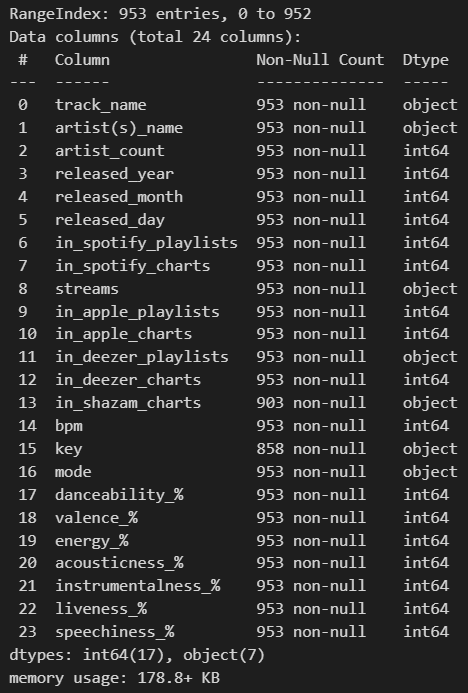 RangeIndex: 953 entries, 0 to 952
Data columns (total 24 columns):
 #   Column                Non-Null Count  Dtype
---  ------                --------------  -----
 0   track_name            953 non-null    object
 1   artist(s)_name        953 non-null    object
 2   artist_count          953 non-null    int64
 3   released_year         953 non-null    int64
 4   released_month        953 non-null    int64
 5   released_day          953 non-null    int64
 6   in_spotify_playlists  953 non-null    int64
 7   in_spotify_charts     953 non-null    int64
 8   streams               953 non-null    object
 9   in_apple_playlists    953 non-null    int64
 10  in_apple_charts       953 non-null    int64
 11  in_deezer_playlists   953 non-null    object
 12  in_deezer_charts      953 non-null    int64
 13  in_shazam_charts      903 non-null    object
 14  bpm                   953 non-null    int64
 15  key                   858 non-null    object
 16  mode                  953 non-null    object
 17  danceability_%        953 non-null    int64
 18  valence_%             953 non-null    int64
 19  energy_%              953 non-null    int64
 20  acousticness_%        953 non-null    int64
 21  instrumentalness_%    953 non-null    int64
 22  liveness_%            953 non-null    int64
 23  speechiness_%         953 non-null    int64
dtypes: int64(17), object(7)
memory usage: 178.8+ KB